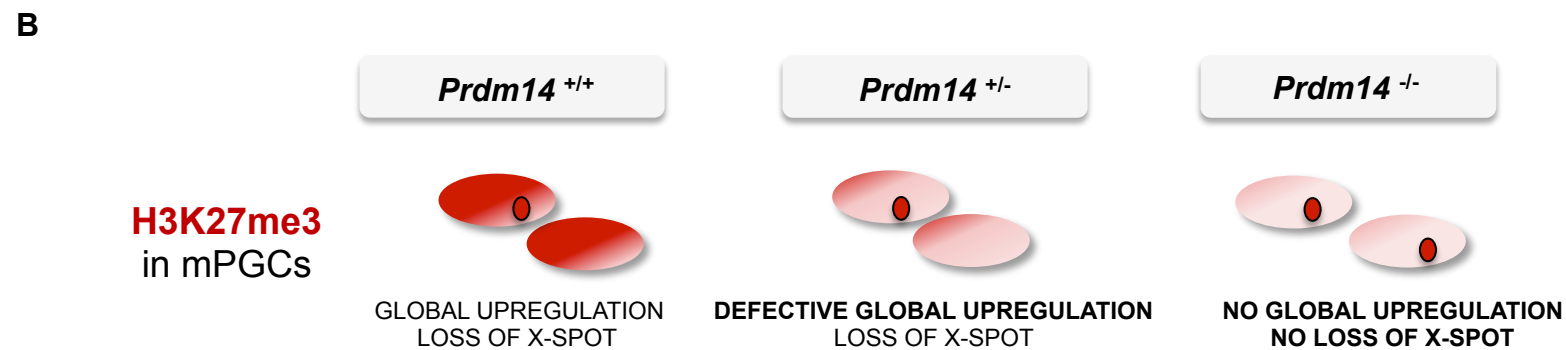 B
Prdm14 +/+
Prdm14 +/-
Prdm14 -/-
H3K27me3
in mPGCs
GLOBAL UPREGULATION
LOSS OF X-SPOT
DEFECTIVE GLOBAL UPREGULATION
LOSS OF X-SPOT
NO GLOBAL UPREGULATION
NO LOSS OF X-SPOT